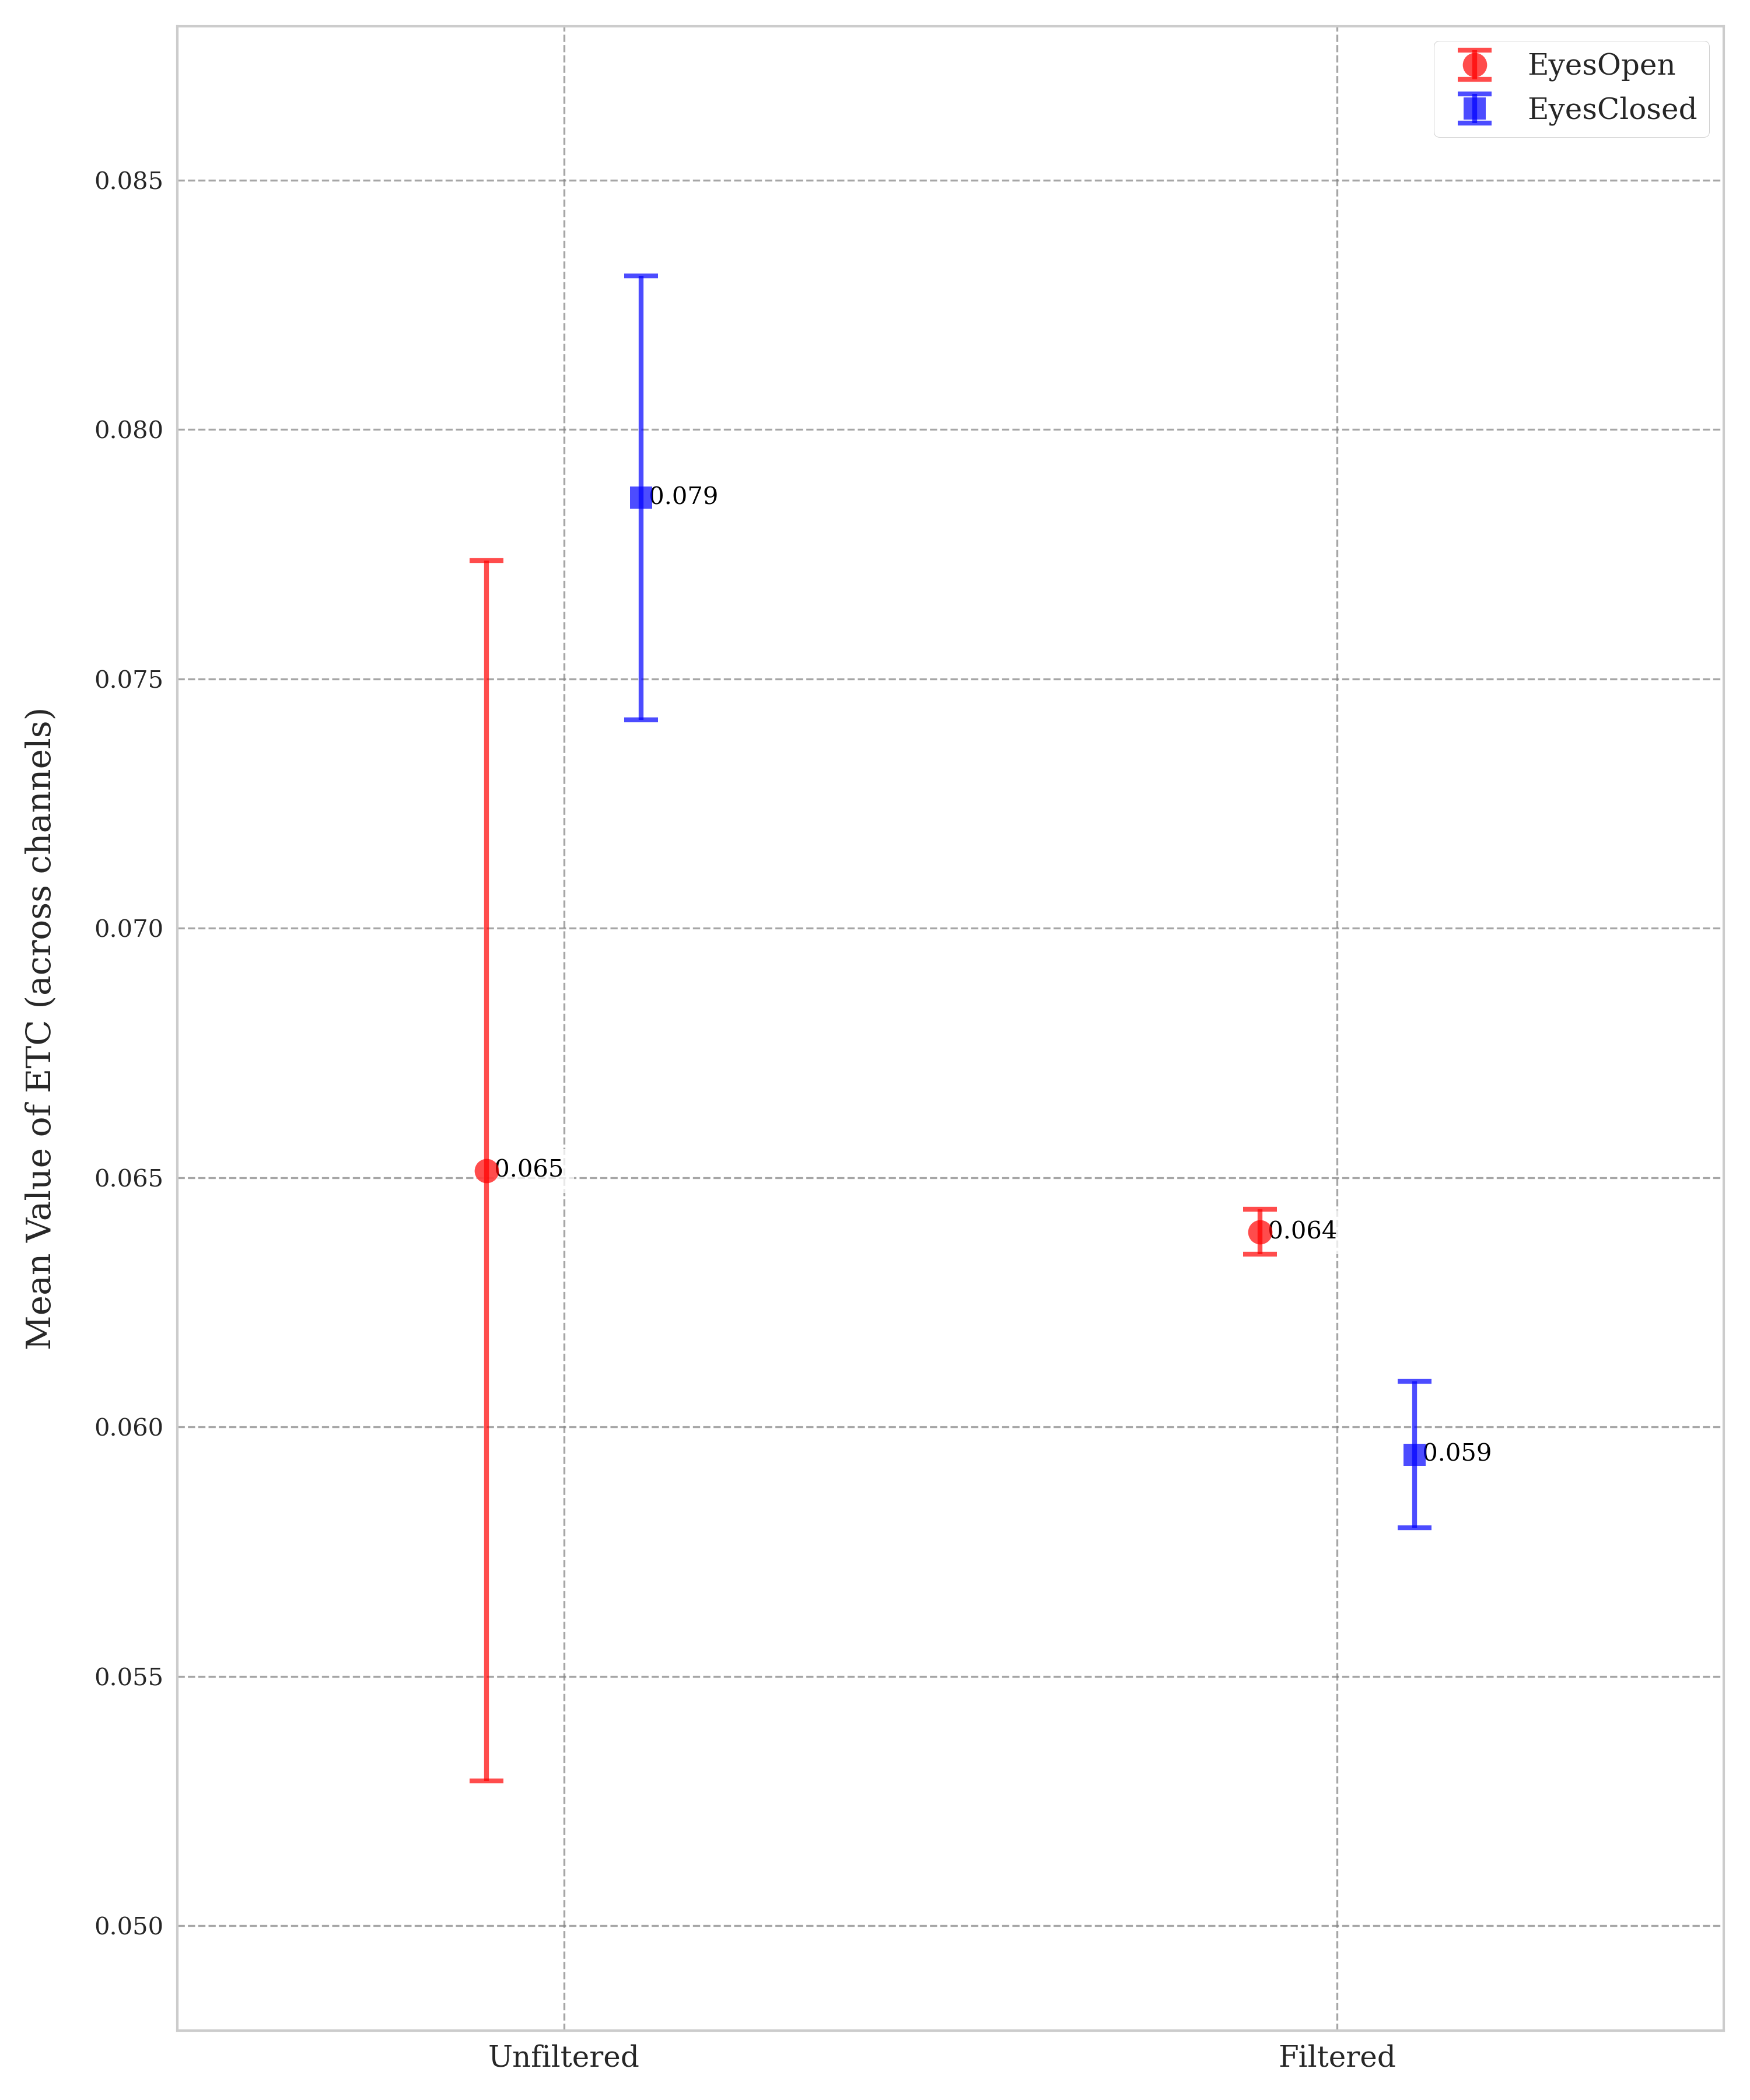 EyesOpen
EyesClosed
0.085
0.080
0.079
0.075
0.070
0.065
0.065
0.064
0.060
0.059
0.055
0.050
Mean Value of ETC (across channels)
Unfiltered
Filtered